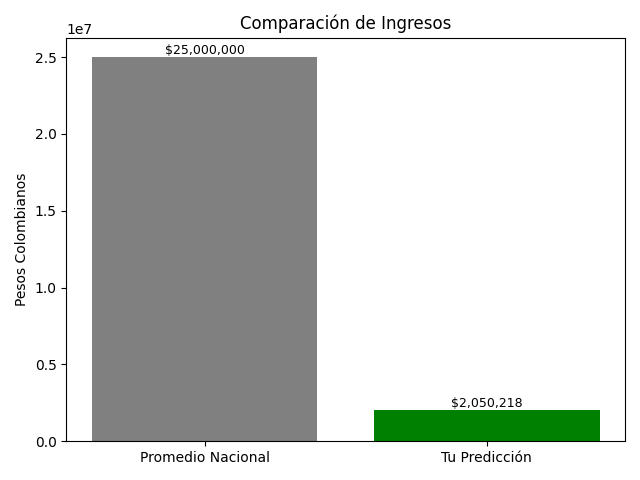 Comparación de Ingresos
1e7
$25,000,000
2.5
2.0
1.5
1.0
0.5
0.0
$2,050,218
Pesos Colombianos
Promedio Nacional
Tu Predicción